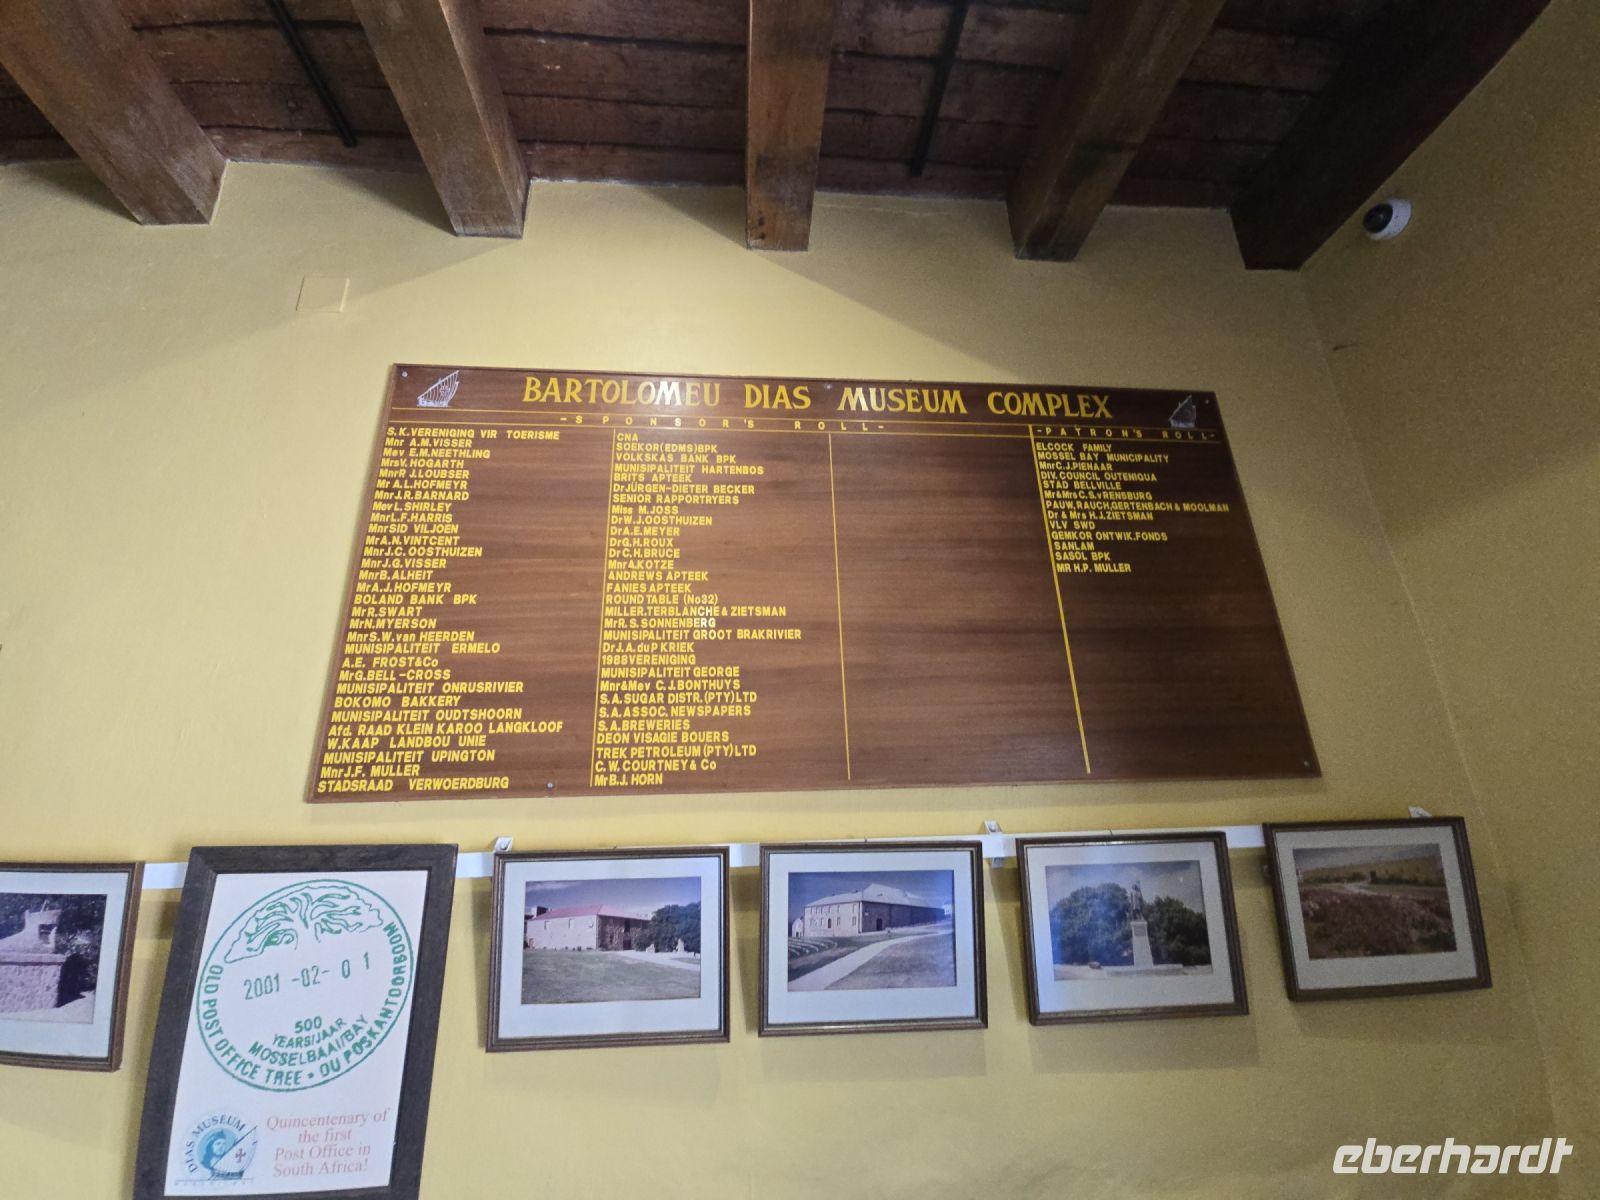 BARTOLOMEU DIAS MUSEUM COMPLEX
-SPONSOR'S ROLL-
S.K.VERENIGING VIR TOERISME
Mnr A.M.VISSER
Mev E.M.NEETHLING
MrsV.HOGARTH
MnrR J.LOUBSER
Mr A.L.HOFMEYR
MnrJ.R.BARNARD
Mev L.SHIRLEY
MnrL.F.HARRIS
MnrSID VILJOEN
MrA.N.VINTCENT
MnrJ.C.OOSTHUIZEN
MnrJ.G.VISSER
MnrB.ALHEIT
MrA.J.HOFMEYR
BOLAND BANK BPK
MrR.SWART
MrN.MYERSON
MnrS.W.van HEERDEN
MUNISIPALITEIT ERMELO
A.E. FROST&Co
MrG.BELL-CROSS
MUNISIPALITEIT ONRUSRIVIER
BOKOMO BAKKERY
MUNISIPALITEIT OUDTSHOORN
Afd. RAAD KLEIN KAROO LANGKLOOF
W.KAAP LANDBOU UNIE
MUNISIPALITEIT UPINGTON
MnrJ.F. MULLER
STADSRAAD VERWOERDBURG
CNA
SOEKOR(EDMS)BPK
VOLKSKAS BANK BPK
MUNISIPALITEIT HARTENBOS
BRITS APTEEK
DrJÜRGEN-DIETER BECKER
SENIOR RAPPORTRYERS
Miss M.JOSS
DrW.J.OOSTHUIZEN
DrA.E.MEYER
DrG.H.ROUX
DrC.H.BRUCE
MnrA.KOTZE
ANDREWS APTEEK
FANIES APTEEK
ROUND TABLE (No32)
MILLER,TERBLANCHE & ZIETSMAN
MrR.S.SONNENBERG
MUNISIPALITEIT GROOT BRAKRIVIER
DrJ.A.duP KRIEK
1988VERENIGING
MUNISIPALITEIT GEORGE
Mnr&Mev C.J.BONTHUYS
S.A.SUGAR DISTR.(PTY)LTD
S.A.ASSOC.NEWSPAPERS
S.A.BREWERIES
DEON VISAGIE BOUERS
TREK PETROLEUM(PTY)LTD
C.W.COURTNEY & Co
MrB.J.HORN
-PATRON'S ROLL-
ELCOCK FAMILY
MOSSEL BAY MUNICIPALITY
MnrC.J.PIENAAR
DIV. COUNCIL OUTENIQUA
STAD BELLVILLE
Mr&MrsC.S.vRENSBURG
PAUW,RAUCH,GERTENBACH & MOOLMAN
Dr & Mrs H.J.ZIETSMAN
VLV SWD
GEMKOR ONTWIK.FONDS
SANLAM
SASOL BPK
MR H.P. MULLER
2001-02-01
500
YEARS/JAAR
MOSSELBAAI/BAY
OLD POST OFFICE TREE • OU POSKANTOORBOOM
DIAS MUSEUM
Quincentenary of
the first
Post Office in
South Africa!
eberhardt